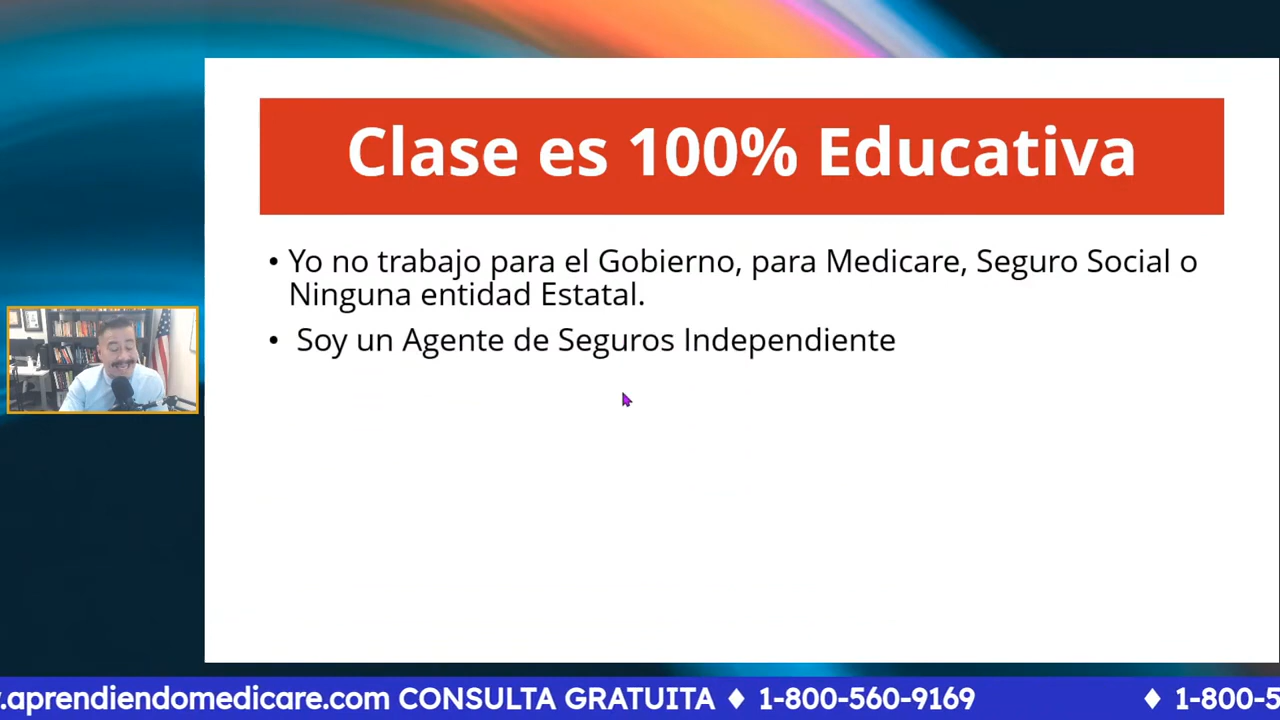 Clase es 100% Educativa
• Yo no trabajo para el Gobierno, para Medicare, Seguro Social o
Ninguna entidad Estatal.
• Soy un Agente de Seguros Independiente
.aprendiendomedicare.com CONSULTA GRATUITA ♦ 1-800-560-9169 ♦ 1-800-5